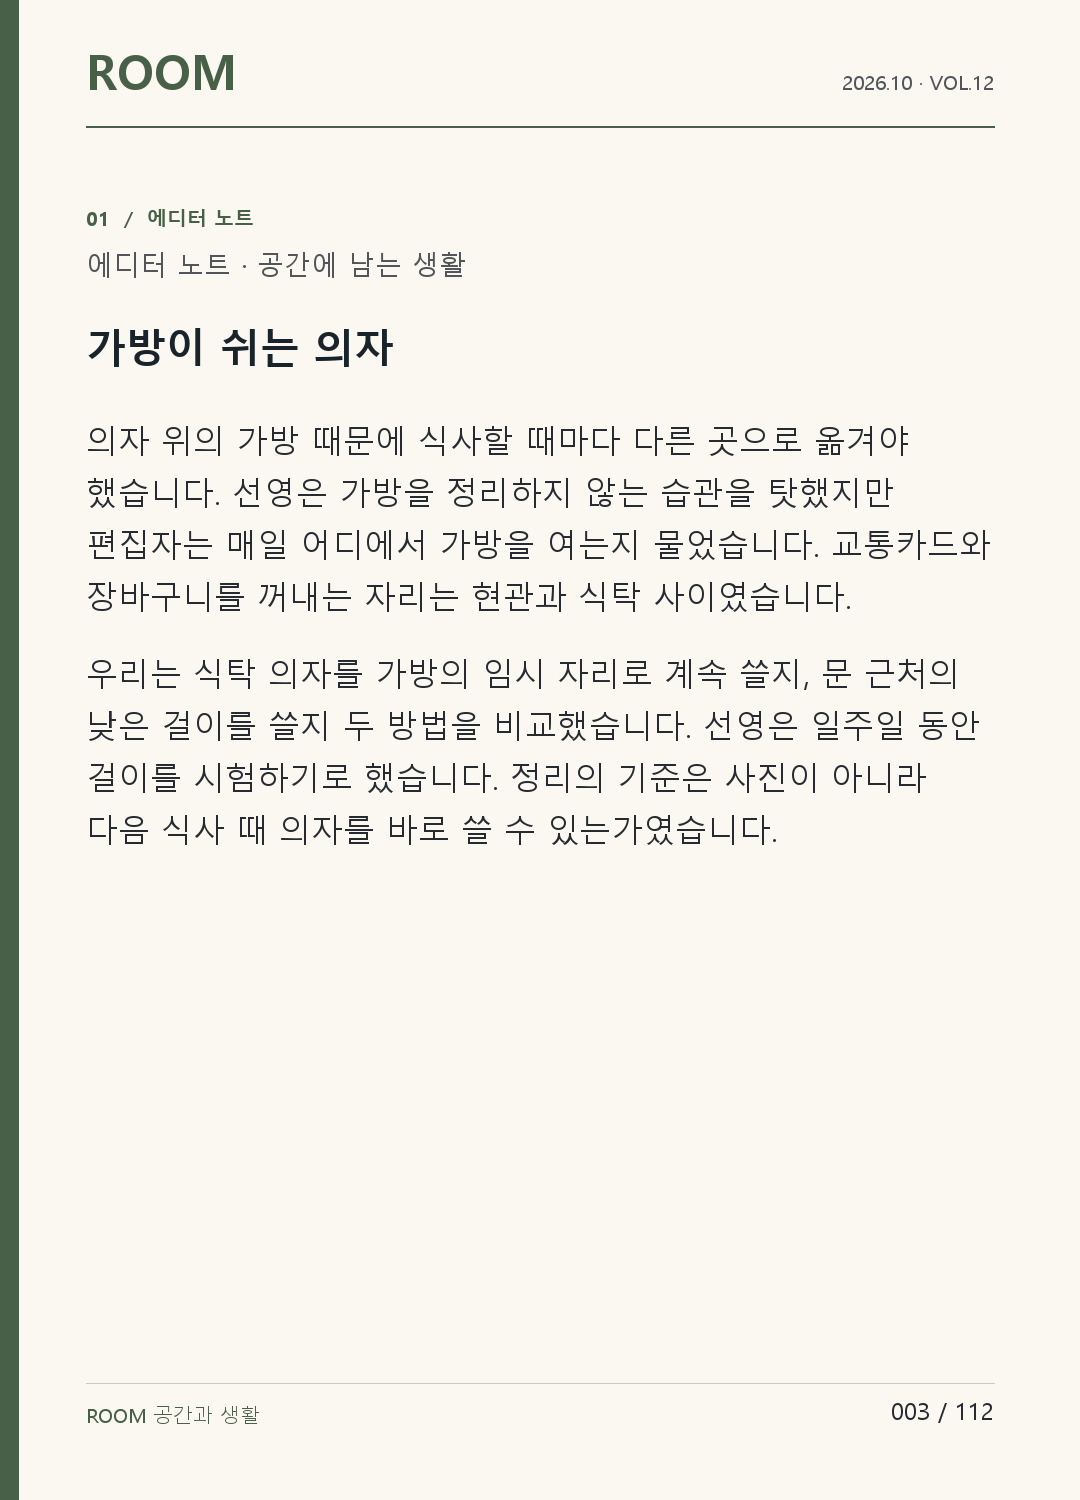 ROOM
2026.10 · VOL.12
01 / 에디터 노트
에디터 노트 · 공간에 남는 생활
가방이 쉬는 의자
의자 위의 가방 때문에 식사할 때마다 다른 곳으로 옮겨야
했습니다. 선영은 가방을 정리하지 않는 습관을 탓했지만
편집자는 매일 어디에서 가방을 여는지 물었습니다. 교통카드와
장바구니를 꺼내는 자리는 현관과 식탁 사이였습니다.
우리는 식탁 의자를 가방의 임시 자리로 계속 쓸지, 문 근처의
낮은 걸이를 쓸지 두 방법을 비교했습니다. 선영은 일주일 동안
걸이를 시험하기로 했습니다. 정리의 기준은 사진이 아니라
다음 식사 때 의자를 바로 쓸 수 있는가였습니다.
ROOM 공간과 생활
003 / 112